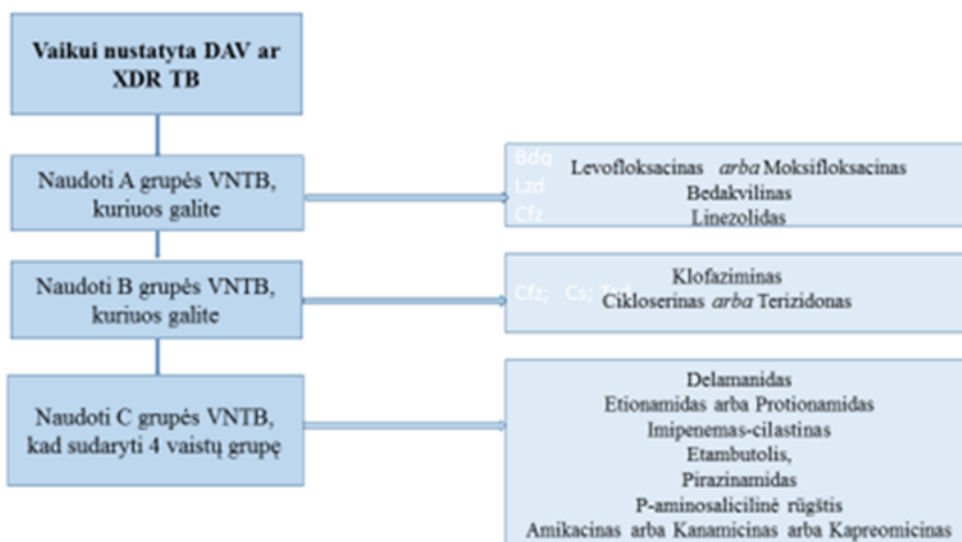 Vaikui nustatyta DAV ar
XDR TB
Naudoti A grupės VNTB,
kuriuos galite
Bdq
Lzd
Cfz
Levofloksacinas arba Moksifloksacinas
Bedakvilinas
Linezolidas
Naudoti B grupės VNTB,
kuriuos galite
Cfz; Cs;
Klofaziminas
Cikloserinas arba Terizidonas
Naudoti C grupės VNTB,
kad sudaryti 4 vaistų grupę
Delamanidas
Etionamidas arba Protionamidas
Imipenemas-cilastinas
Etambutolis,
Pirazinamidas
P-aminosalicilinė rūgštis
Amikacinas arba Kanamicinas arba Kapreomicinas